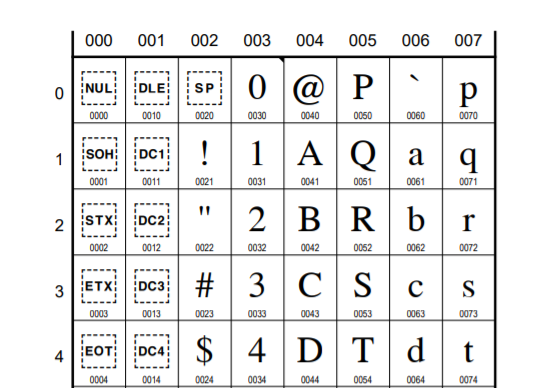 000 001 002 003 004 005 006 007
0 NUL DLE SP 0 @ P ` p
0000 0010 0020 0030 0040 0050 0060 0070
1 SOH DC1 ! 1 A Q a q
0001 0011 0021 0031 0041 0051 0061 0071
2 STX DC2 " 2 B R b r
0002 0012 0022 0032 0042 0052 0062 0072
3 ETX DC3 # 3 C S c s
0003 0013 0023 0033 0043 0053 0063 0073
4 EOT DC4 $ 4 D T d t
0004 0014 0024 0034 0044 0054 0064 0074